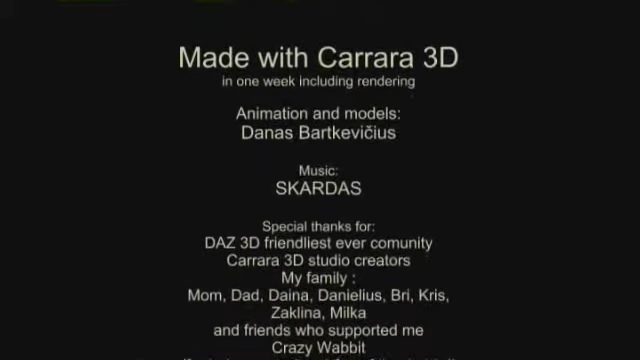 Made with Carrara 3D
in one week including rendering
Animation and models:
Danas Bartkevičius
Music:
SKARDAS
Special thanks for:
DAZ 3D friendliest ever comunity
Carrara 3D studio creators
My family :
Mom, Dad, Daina, Danielius, Bri, Kris,
Zaklina, Milka
and friends who supported me
Crazy Wabbit